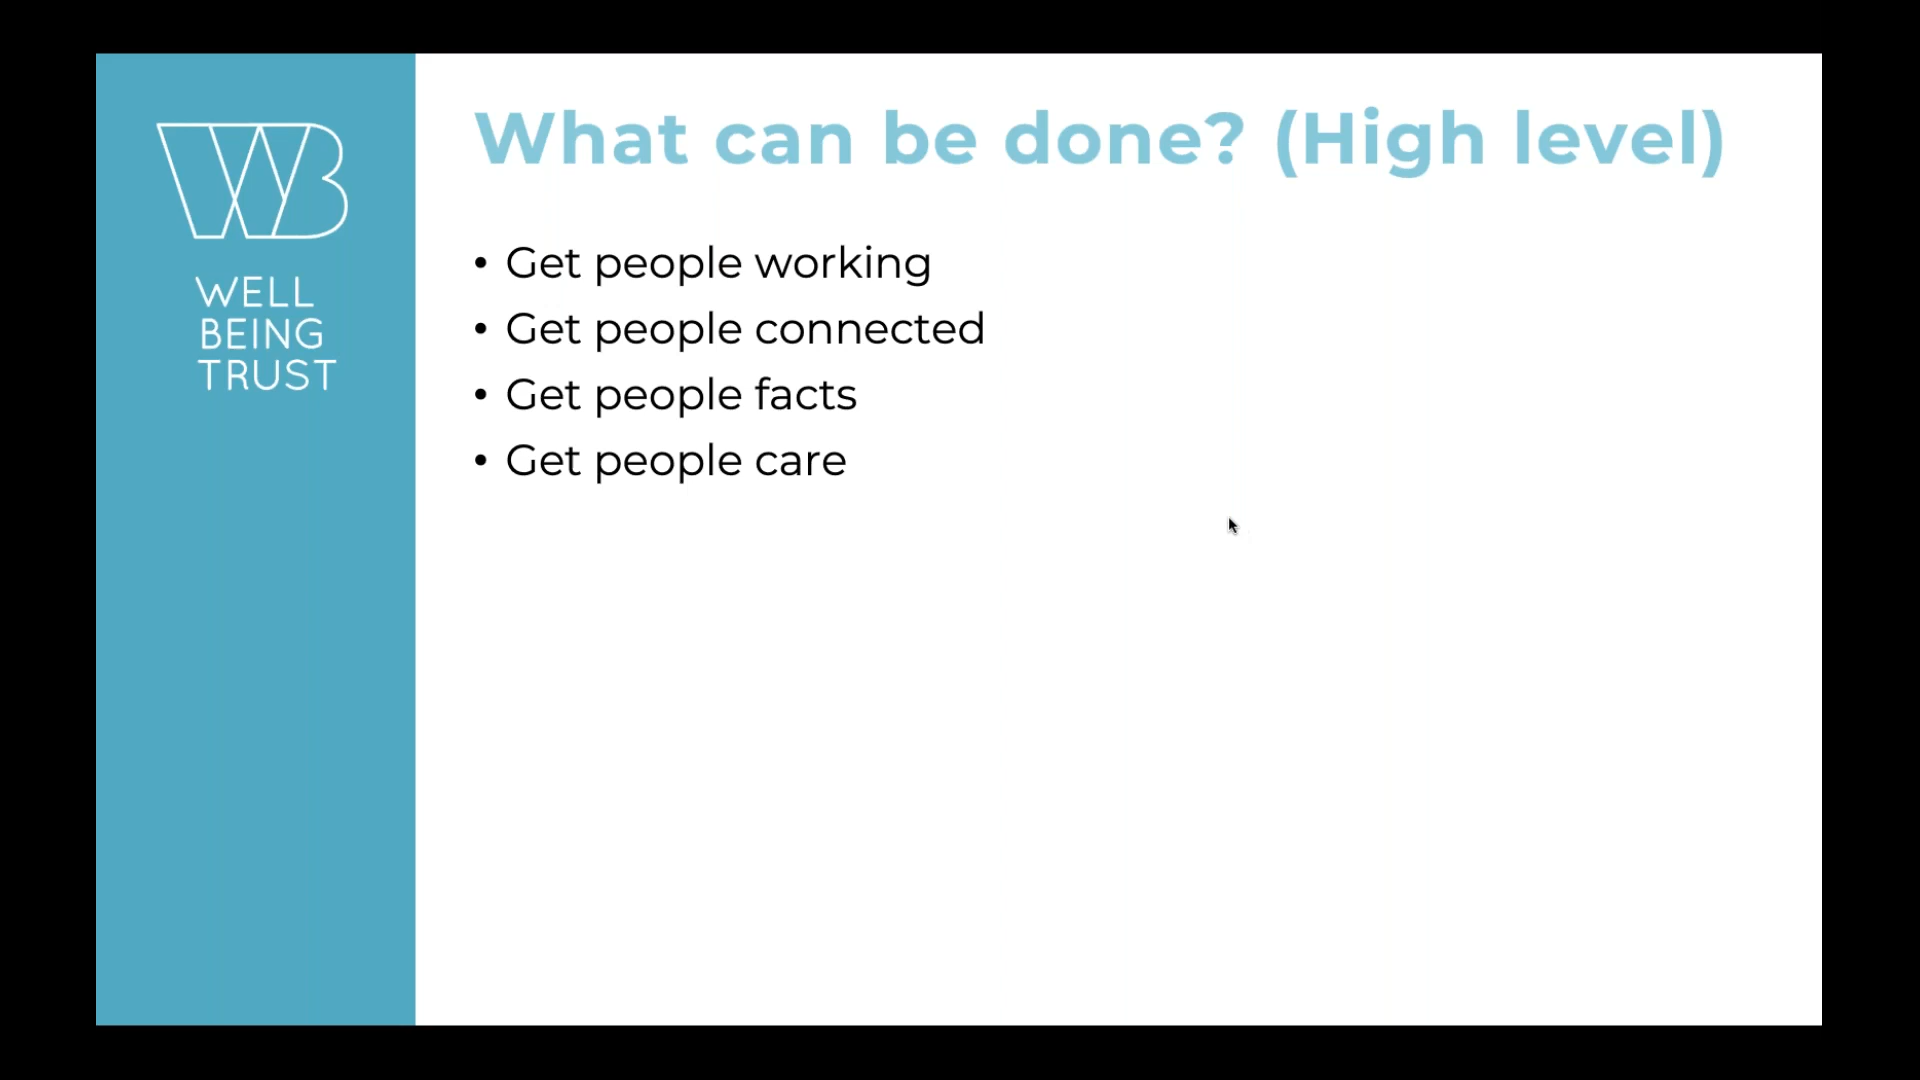 WB
WELL
BEING
TRUST
What can be done? (High level)
• Get people working
• Get people connected
• Get people facts
• Get people care